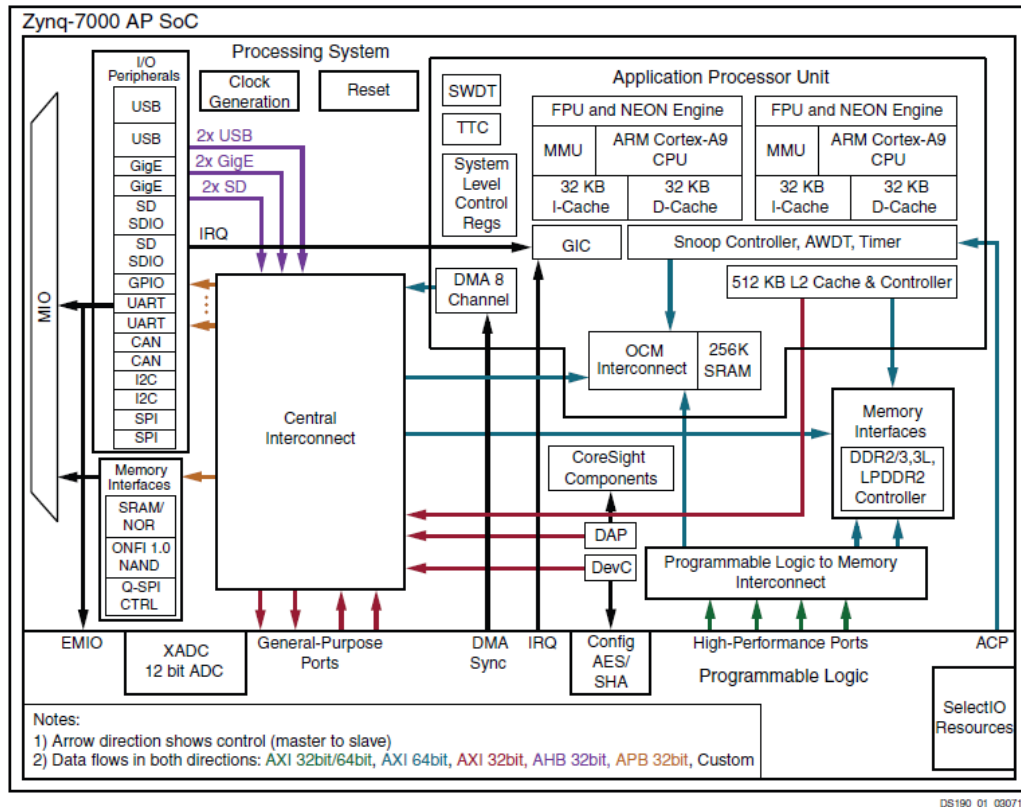 Zynq-7000 AP SoC
Processing System
I/O
Peripherals
USB
USB
GigE
GigE
SD
SDIO
SD
SDIO
GPIO
UART
UART
CAN
CAN
I2C
I2C
SPI
SPI
MIO
Memory
Interfaces
SRAM/
NOR
ONFI 1.0
NAND
Q-SPI
CTRL
Clock
Generation
Reset
2x USB
2x GigE
2x SD
IRQ
Central
Interconnect
Application Processor Unit
SWDT
TTC
System
Level
Control
Regs
FPU and NEON Engine
MMU
ARM Cortex-A9
CPU
32 KB
I-Cache
32 KB
D-Cache
FPU and NEON Engine
MMU
ARM Cortex-A9
CPU
32 KB
I-Cache
32 KB
D-Cache
GIC
Snoop Controller, AWDT, Timer
DMA 8
Channel
512 KB L2 Cache & Controller
OCM
Interconnect
256K
SRAM
Memory
Interfaces
DDR2/3,3L,
LPDDR2
Controller
CoreSight
Components
DAP
DevC
Programmable Logic to Memory
Interconnect
EMIO
XADC
12 bit ADC
General-Purpose
Ports
DMA
Sync
IRQ
Config
AES/
SHA
High-Performance Ports
ACP
Programmable Logic
SelectIO
Resources
Notes:
1) Arrow direction shows control (master to slave)
2) Data flows in both directions: AXI 32bit/64bit, AXI 64bit, AXI 32bit, AHB 32bit, APB 32bit, Custom